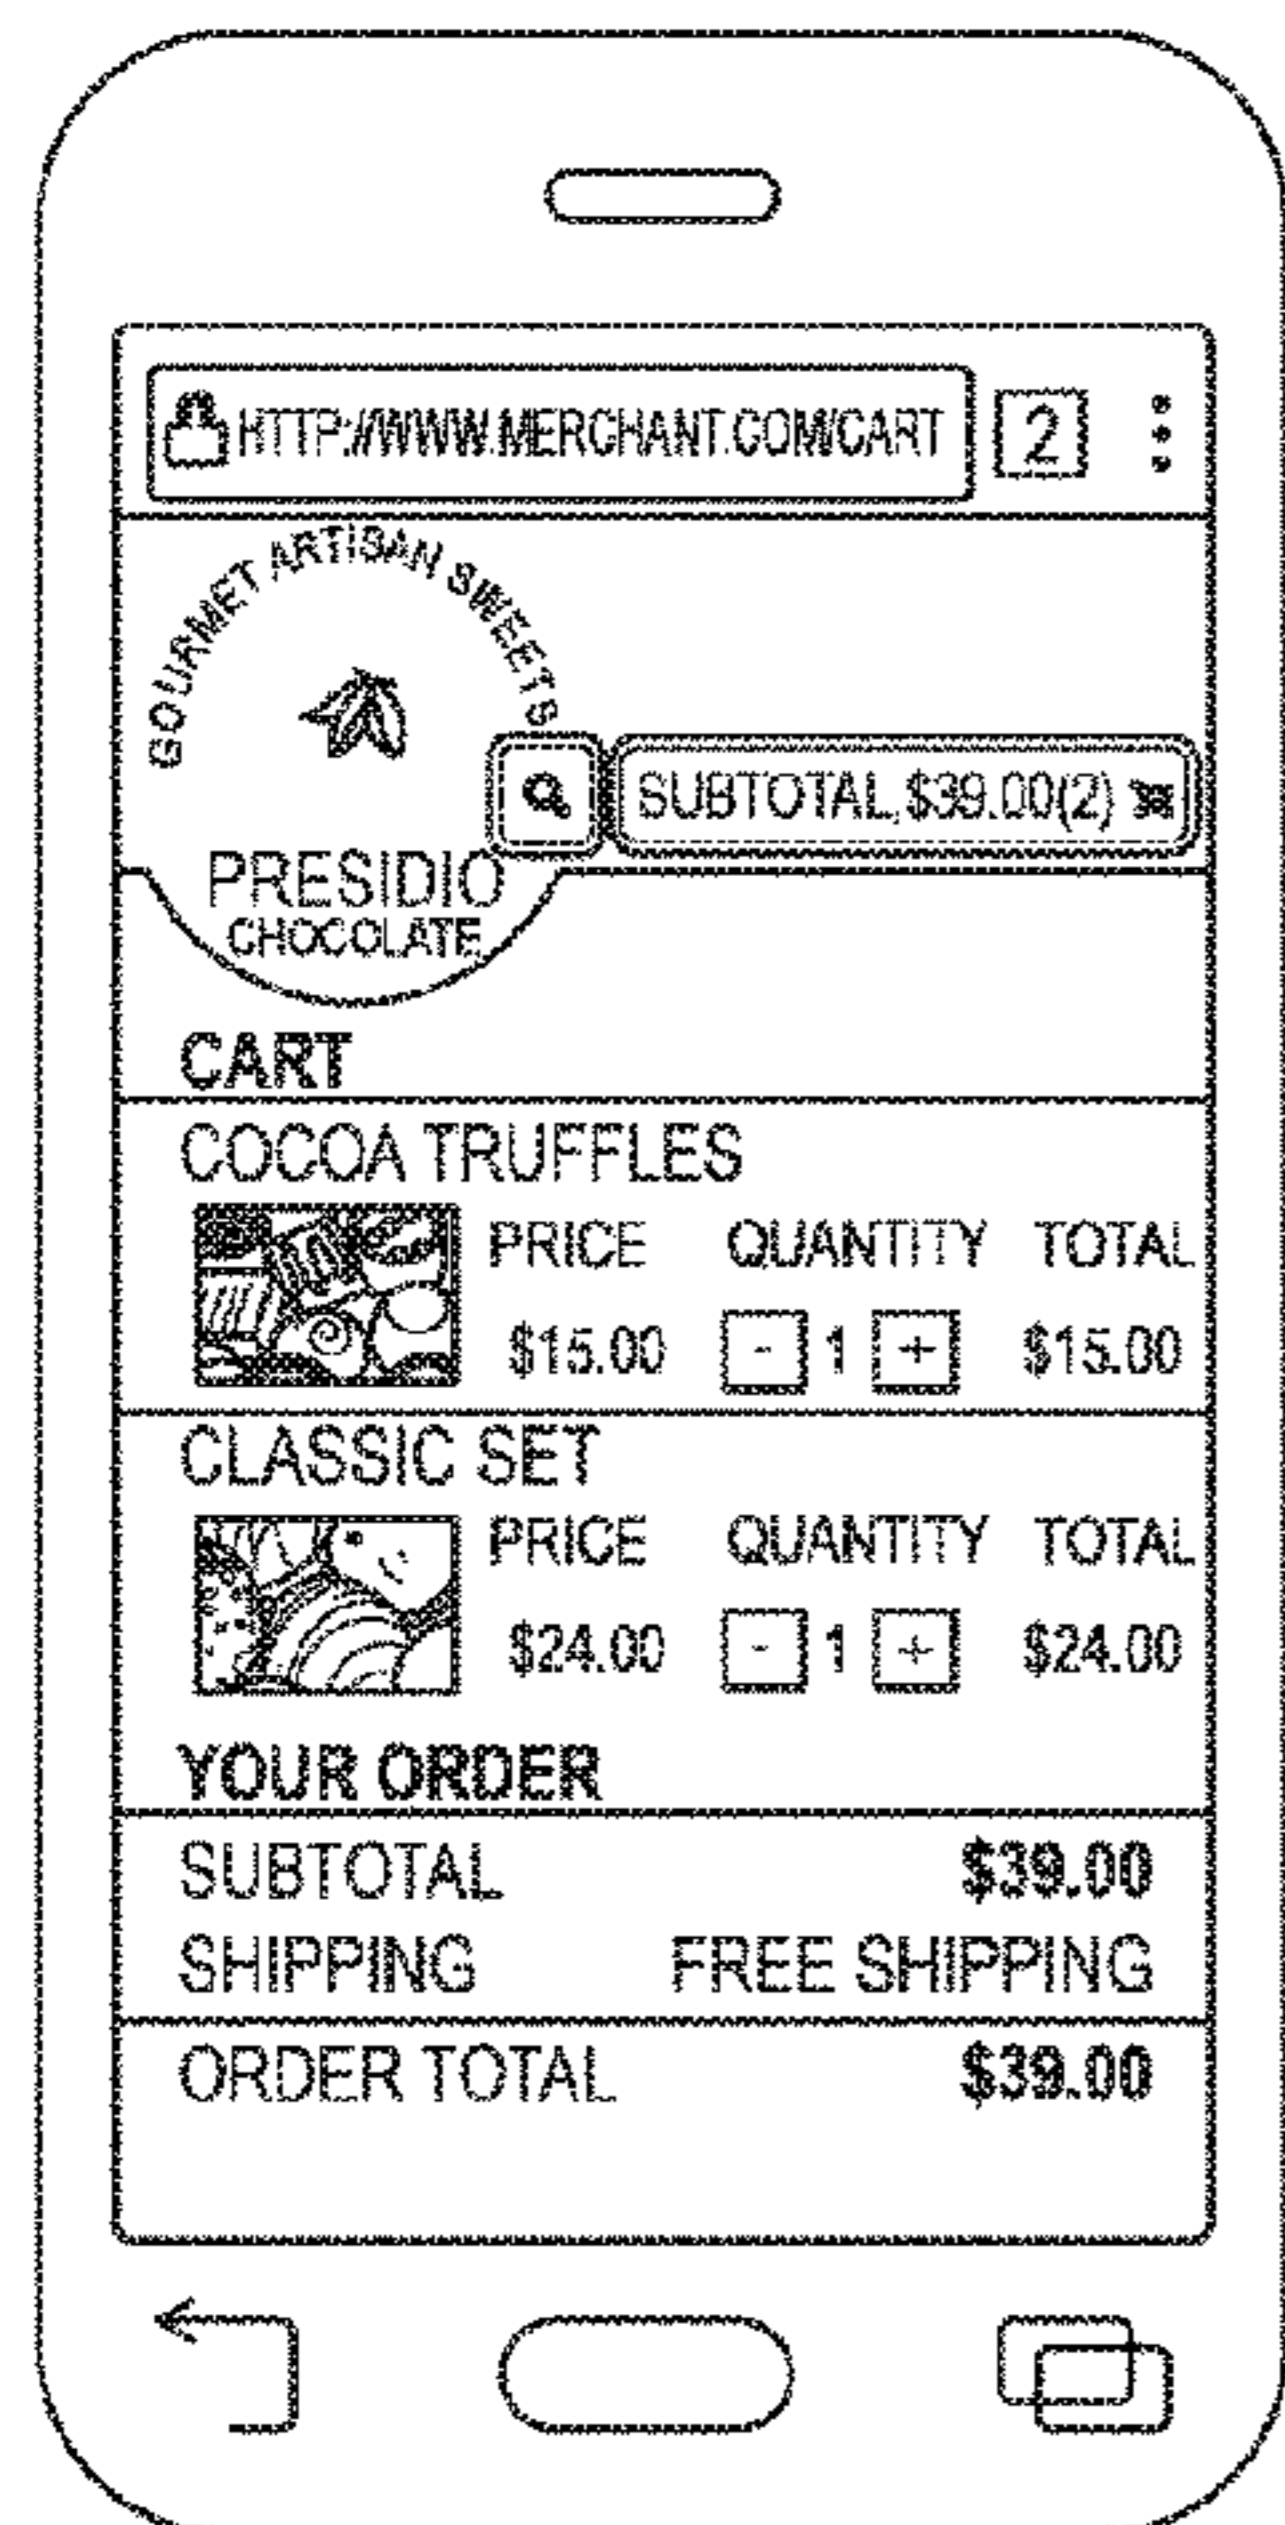 HTTP://WWW.MERCHANT.COM/CART 2
GOURMET ARTISAN SWEETS
SUBTOTAL,$39.00(2)
PRESIDIO
CHOCOLATE
CART
COCOA TRUFFLES
PRICE QUANTITY TOTAL
$15.00 - 1 + $15.00
CLASSIC SET
PRICE QUANTITY TOTAL
$24.00 - 1 + $24.00
YOUR ORDER
SUBTOTAL $39.00
SHIPPING FREE SHIPPING
ORDER TOTAL $39.00